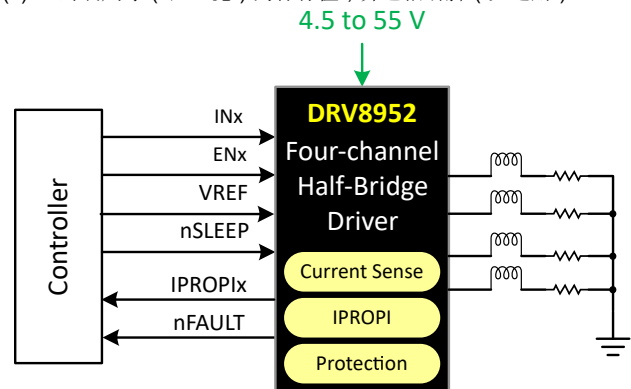 4.5 to 55 V
DRV8952
Four-channel
Half-Bridge
Driver
Current Sense
IPROPI
Protection
Controller
INx
ENx
VREF
nSLEEP
IPROPIx
nFAULT